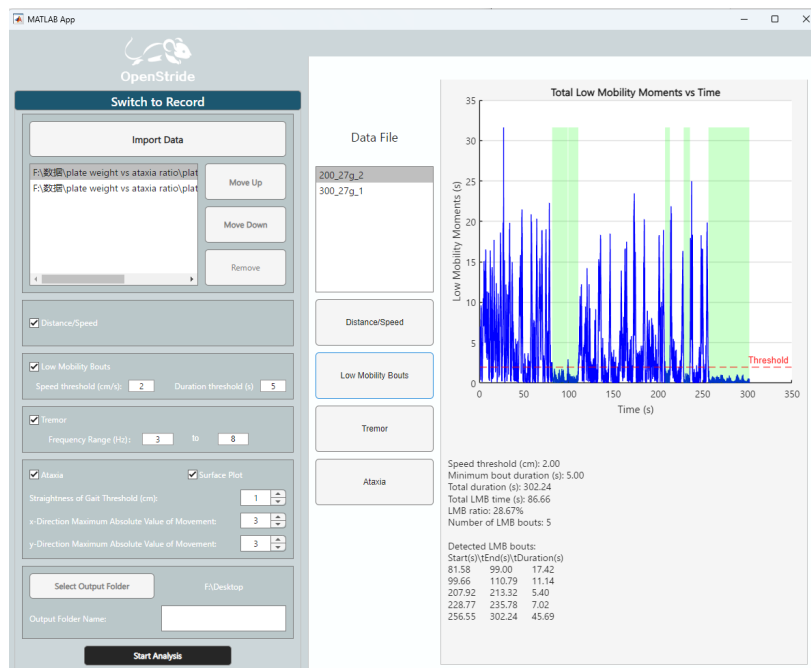 MATLAB App
OpenStride
Switch to Record
Import Data
F:\数据\plate weight vs ataxia ratio\plat
F:\数据\plate weight vs ataxia ratio\plat
Move Up
Move Down
Remove
Distance/Speed
Low Mobility Bouts
Speed threshold (cm/s): 2 Duration threshold (s) 5
Tremor
Frequency Range (Hz): 3 to 8
Ataxia Surface Plot
Straightness of Gait Threshold (cm): 1
x-Direction Maximum Absolute Value of Movement: 3
y-Direction Maximum Absolute Value of Movement: 3
Select Output Folder F:\Desktop
Output Folder Name:
Start Analysis
Data File
200_27g_2
300_27g_1
Distance/Speed
Low Mobility Bouts
Tremor
Ataxia
Total Low Mobility Moments vs Time
Low Mobility Moments (s)
35
30
25
20
15
10
5
0
Threshold
0 50 100 150 200 250 300 350
Time (s)
Speed threshold (cm): 2.00
Minimum bout duration (s): 5.00
Total duration (s): 302.24
Total LMB time (s): 86.66
LMB ratio: 28.67%
Number of LMB bouts: 5
Detected LMB bouts:
Start(s)\tEnd(s)\tDuration(s)
81.58 99.00 17.42
99.66 110.79 11.14
207.92 213.32 5.40
228.77 235.78 7.02
256.55 302.24 45.69